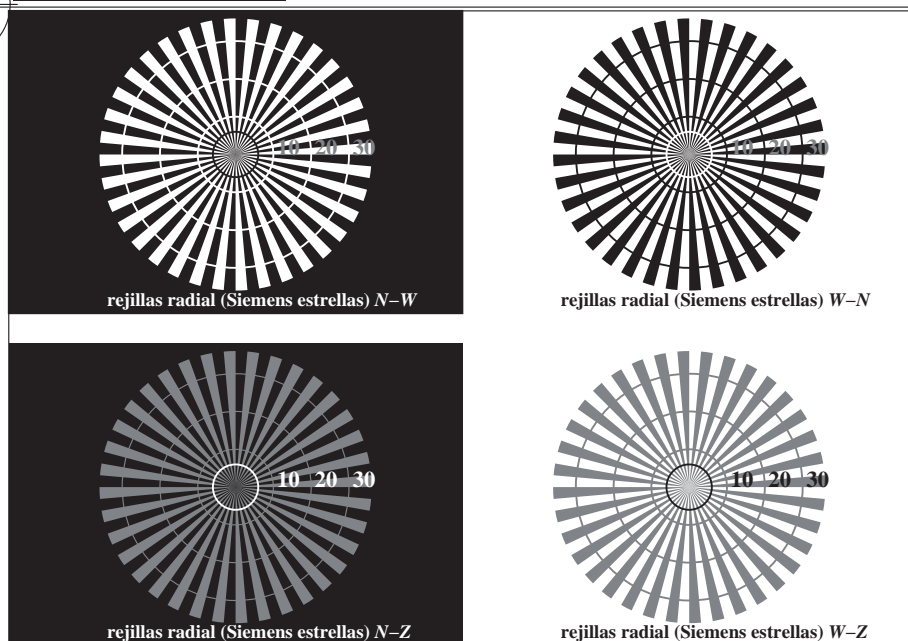 10 20 30
rejillas radial (Siemens estrellas) N–W
10 20 30
rejillas radial (Siemens estrellas) W–N
10 20 30
rejillas radial (Siemens estrellas) N–Z
10 20 30
rejillas radial (Siemens estrellas) W–Z